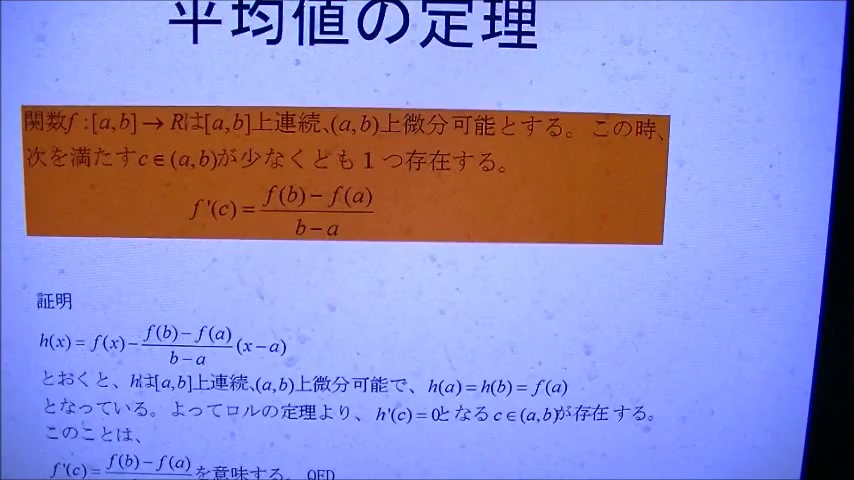 平均値の定理
関数f:[a,b]→Rは[a,b]上連続、(a,b)上微分可能とする。この時、
次を満たすc∈(a,b)が少なくとも1つ存在する。
f'(c) = (f(b)−f(a))/(b−a)
証明
h(x) = f(x)−(f(b)−f(a))/(b−a) (x−a)
とおくと、hは[a,b]上連続、(a,b)上微分可能で、h(a)=h(b)=f(a)
となっている。よってロルの定理より、h'(c)=0となるc∈(a,b)が存在する。
このことは、
f'(c) = f(b)−f(a) を意味する。QED